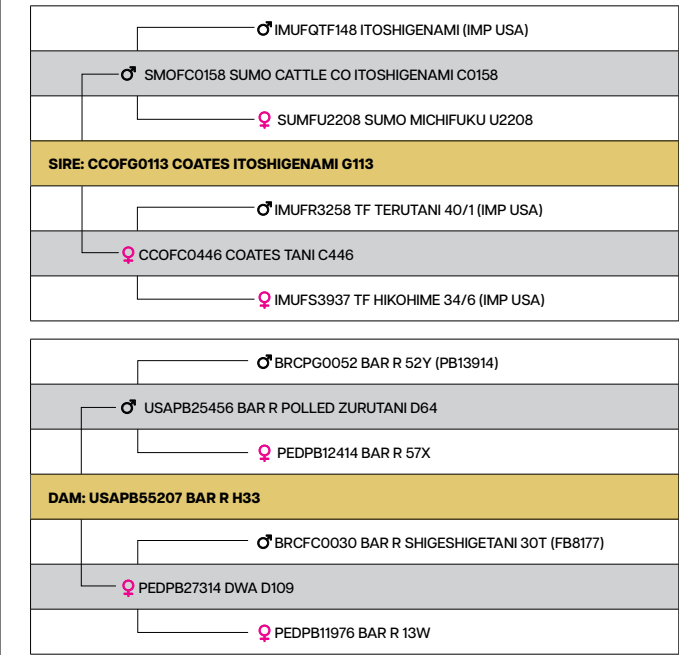 IMUFQTF148 ITOSHIGENAMI (IMP USA)
SMOFC0158 SUMO CATTLE CO ITOSHIGENAMI C0158
SUMFU2208 SUMO MICHIFUKU U2208
SIRE: CCOFG0113 COATES ITOSHIGENAMI G113
IMUFR3258 TF TERUTANI 40/1 (IMP USA)
CCOFC0446 COATES TANI C446
IMUFS3937 TF HIKOHIME 34/6 (IMP USA)
BRCPG0052 BAR R 52Y (PB13914)
USAPB25456 BAR R POLLED ZURUTANI D64
PEDPB12414 BAR R 57X
DAM: USAPB55207 BAR R H33
BRCFC0030 BAR R SHIGESHIGETANI 30T (FB8177)
PEDPB27314 DWA D109
PEDPB11976 BAR R 13W